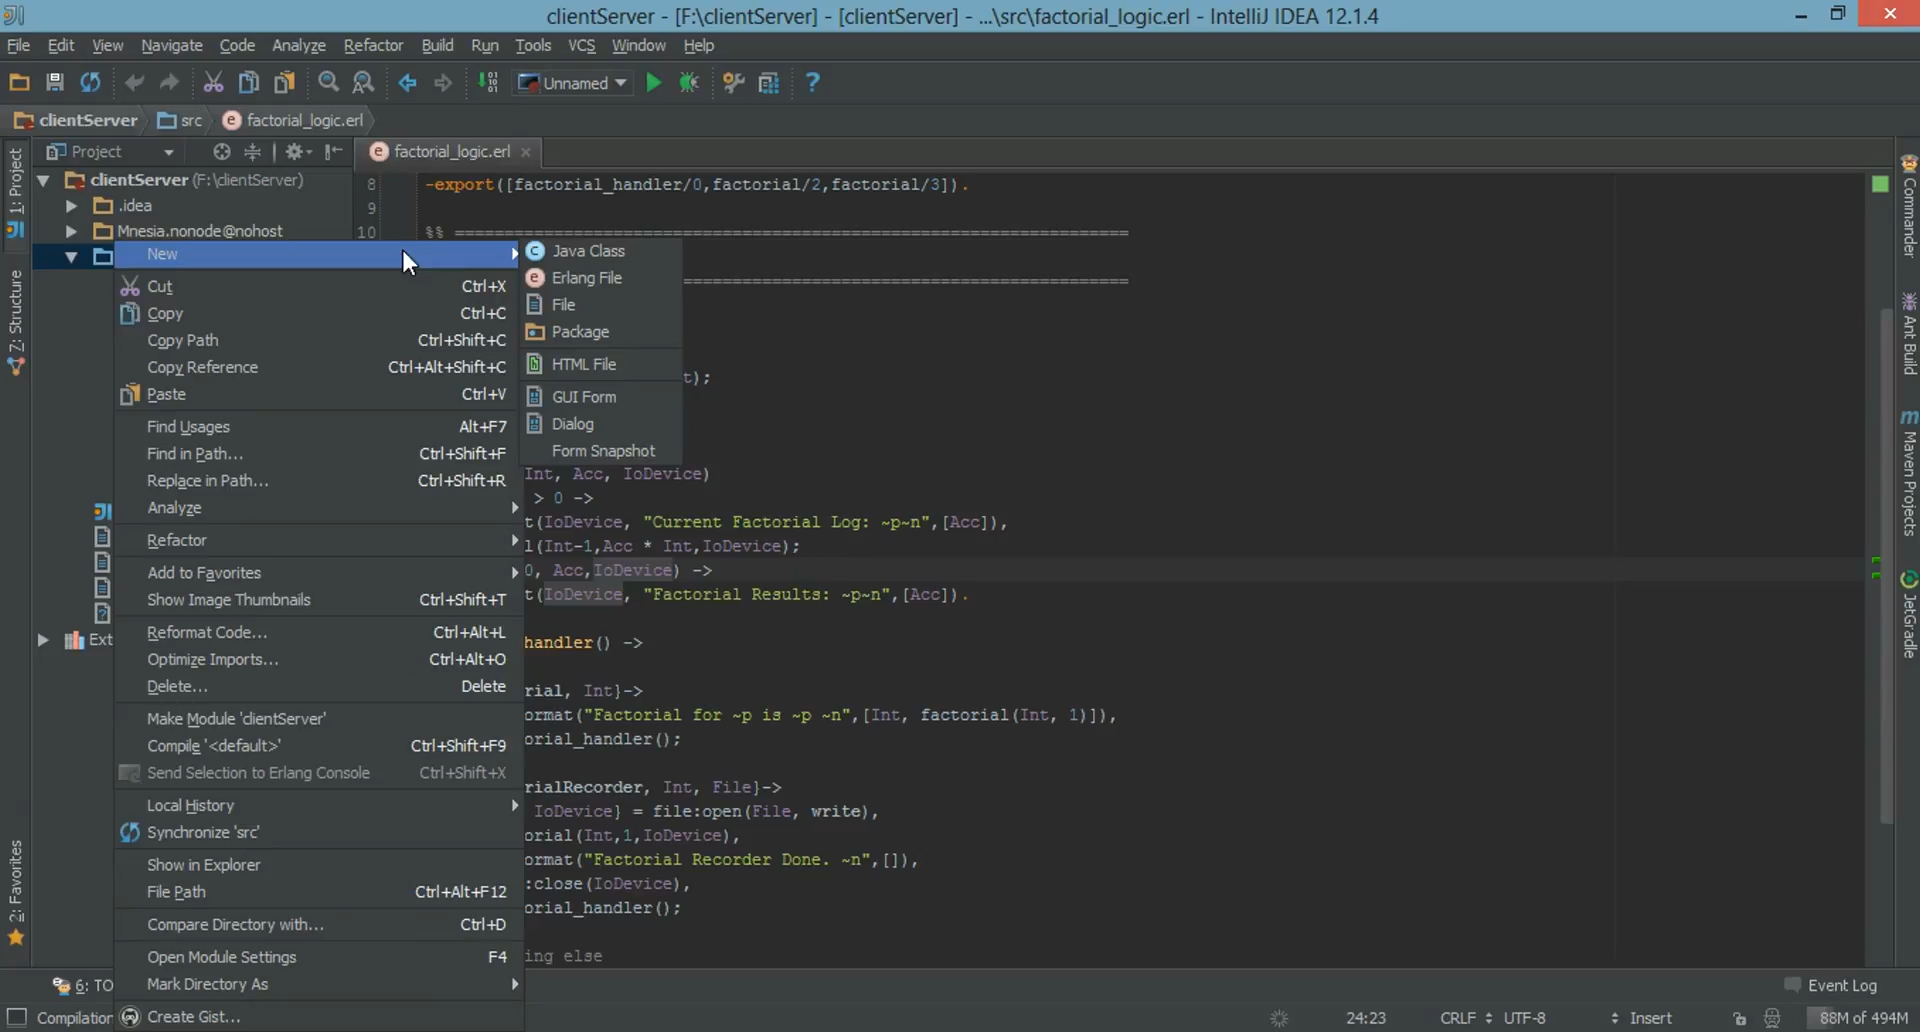 clientServer - [F:\clientServer] - [clientServer] - ...\src\factorial_logic.erl - IntelliJ IDEA 12.1.4
File Edit View Navigate Code Analyze Refactor Build Run Tools VCS Window Help
Unnamed
clientServer src factorial_logic.erl
Project
factorial_logic.erl
1: Project
Z: Structure
2: Favorites
clientServer (F:\clientServer)
.idea
Mnesia.nonode@nohost
Ext
New
Cut Ctrl+X
Copy Ctrl+C
Copy Path Ctrl+Shift+C
Copy Reference Ctrl+Alt+Shift+C
Paste Ctrl+V
Find Usages Alt+F7
Find in Path... Ctrl+Shift+F
Replace in Path... Ctrl+Shift+R
Analyze
Refactor
Add to Favorites
Show Image Thumbnails Ctrl+Shift+T
Reformat Code... Ctrl+Alt+L
Optimize Imports... Ctrl+Alt+O
Delete... Delete
Make Module 'clientServer'
Compile '<default>' Ctrl+Shift+F9
Send Selection to Erlang Console Ctrl+Shift+X
Local History
Synchronize 'src'
Show in Explorer
File Path Ctrl+Alt+F12
Compare Directory with... Ctrl+D
Open Module Settings F4
Mark Directory As
Create Gist...
Java Class
Erlang File
File
Package
HTML File
GUI Form
Dialog
Form Snapshot
8 -export([factorial_handler/0,factorial/2,factorial/3]).
9
10 %% ====================================================================
=============================================
t);
Int, Acc, IoDevice)
> 0 ->
t(IoDevice, "Current Factorial Log: ~p~n",[Acc]),
l(Int-1,Acc * Int,IoDevice);
0, Acc,IoDevice) ->
t(IoDevice, "Factorial Results: ~p~n",[Acc]).
handler() ->
rial, Int}->
ormat("Factorial for ~p is ~p ~n",[Int, factorial(Int, 1)]),
orial_handler();
rialRecorder, Int, File}->
IoDevice} = file:open(File, write),
orial(Int,1,IoDevice),
ormat("Factorial Recorder Done. ~n",[]),
:close(IoDevice),
orial_handler();
ing else
Commander
Ant Build
Maven Projects
JetGradle
6: TO
Event Log
Compilation
24:23 CRLF UTF-8 Insert 88M of 494M